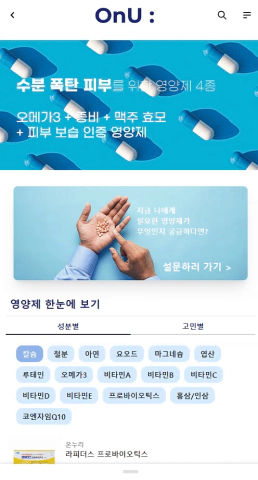 OnU :
수분 폭탄 피부를 위한 영양제 4종
오메가3 + 좀비 + 맥주 효모
+ 피부 보습 인증 영양제
지금 나에게
필요한 영양제가
무엇인지 궁금하다면?
설문하러 가기 >
영양제 한눈에 보기
성분별 고민별
칼슘 철분 아연 요오드 마그네슘 엽산
루테인 오메가3 비타민A 비타민B 비타민C
비타민D 비타민E 프로바이오틱스 홍삼/인삼
코엔자임Q10
온누리
라피더스 프로바이오틱스